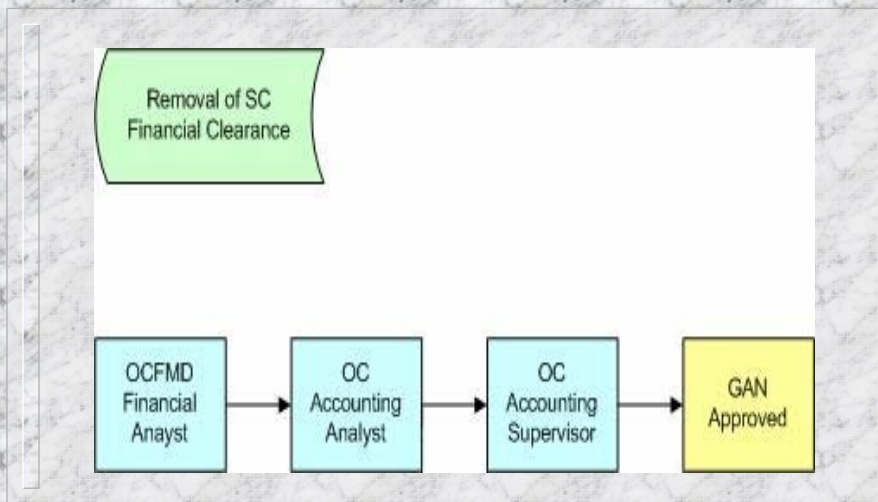 Removal of SC
Financial Clearance
OCFMD
Financial
Anayst
OC
Accounting
Analyst
OC
Accounting
Supervisor
GAN
Approved